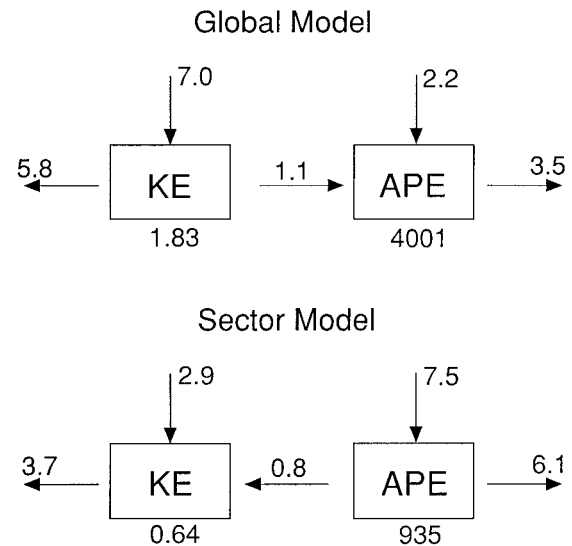 Global Model
7.0
2.2
5.8
KE
1.1
APE
3.5
1.83
4001
Sector Model
2.9
7.5
3.7
KE
0.8
APE
6.1
0.64
935